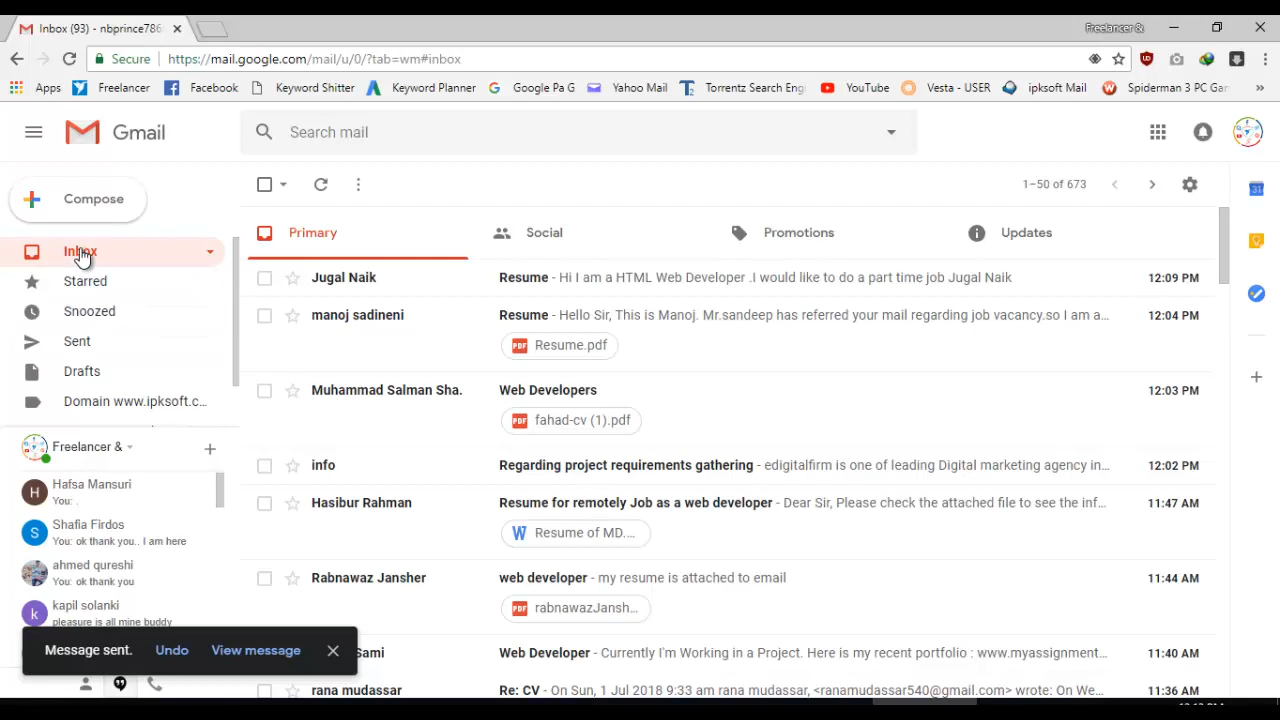 Inbox (93) - nbprince786
Freelancer &
Secure
https://mail.google.com/mail/u/0/?tab=wm#inbox
Apps
Freelancer
Facebook
Keyword Shitter
Keyword Planner
Google Pa G
Yahoo Mail
Torrentz Search Eng
YouTube
Vesta - USER
ipksoft Mail
Spiderman 3 PC Gam
»
Gmail
Search mail
Compose
1–50 of 673
Inbox
Starred
Snoozed
Sent
Drafts
Domain www.ipksoft.c...
Primary
Social
Promotions
Updates
Jugal Naik
Resume - Hi I am a HTML Web Developer .I would like to do a part time job Jugal Naik
12:09 PM
manoj sadineni
Resume - Hello Sir, This is Manoj. Mr.sandeep has referred your mail regarding job vacancy.so I am a...
12:04 PM
PDF Resume.pdf
Muhammad Salman Sha.
Web Developers
12:03 PM
PDF fahad-cv (1).pdf
info
Regarding project requirements gathering - edigitalfirm is one of leading Digital marketing agency in...
12:02 PM
Hasibur Rahman
Resume for remotely Job as a web developer - Dear Sir, Please check the attached file to see the inf...
11:47 AM
W Resume of MD....
Rabnawaz Jansher
web developer - my resume is attached to email
11:44 AM
PDF rabnawazJansh...
Sami
Web Developer - Currently I'm Working in a Project. Here is my recent portfolio : www.myassignment...
11:40 AM
rana mudassar
Re: CV - On Sun, 1 Jul 2018 9:33 am rana mudassar, <ranamudassar540@gmail.com> wrote: On We...
11:36 AM
Freelancer &
H
Hafsa Mansuri
You: .
S
Shafia Firdos
You: ok thank you.. I am here
ahmed qureshi
You: ok thank you
k
kapil solanki
pleasure is all mine buddy
Message sent. Undo View message
31